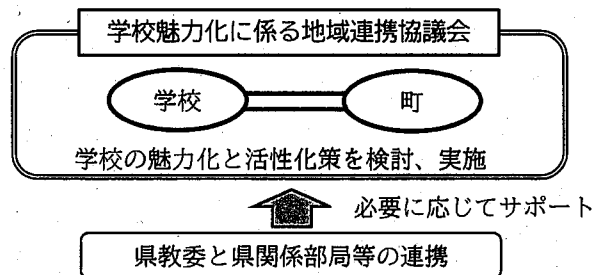 学校魅力化に係る地域連携協議会
学校
町
学校の魅力化と活性化策を検討、実施
必要に応じてサポート
県教委と県関係部局等の連携